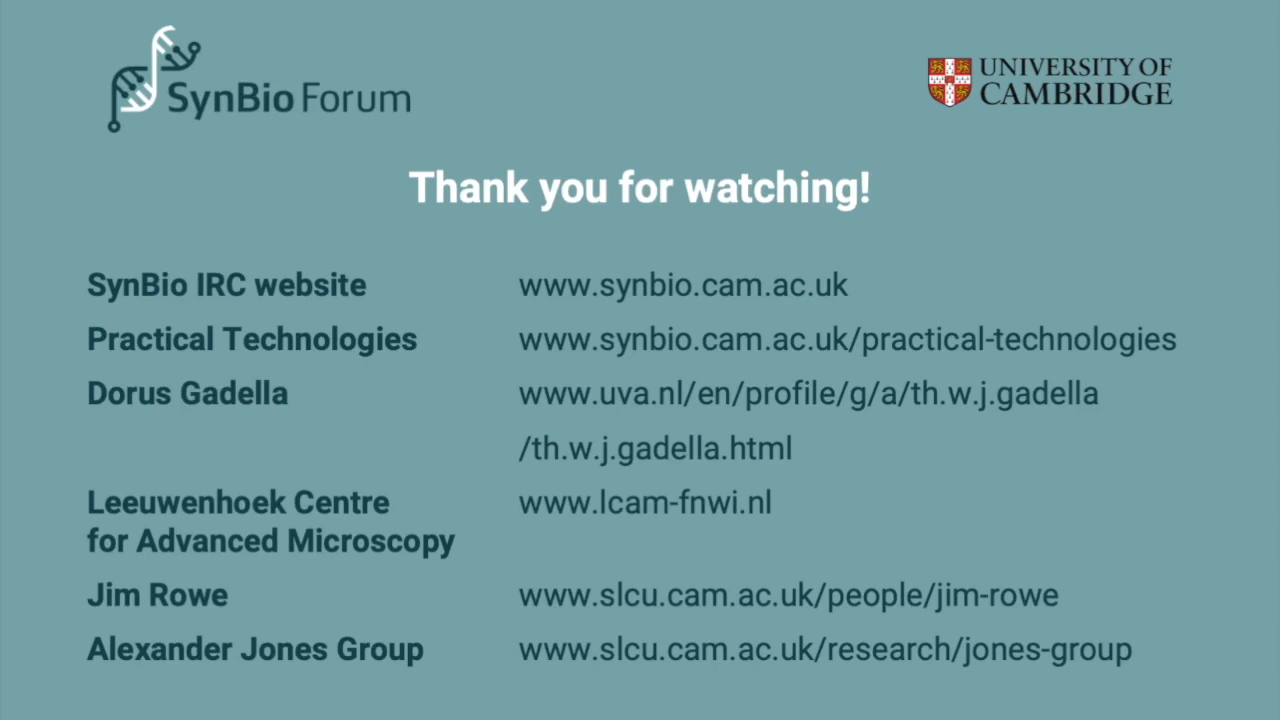 SynBio Forum
UNIVERSITY OF
CAMBRIDGE
Thank you for watching!
SynBio IRC website www.synbio.cam.ac.uk
Practical Technologies www.synbio.cam.ac.uk/practical-technologies
Dorus Gadella www.uva.nl/en/profile/g/a/th.w.j.gadella
/th.w.j.gadella.html
Leeuwenhoek Centre www.lcam-fnwi.nl
for Advanced Microscopy
Jim Rowe www.slcu.cam.ac.uk/people/jim-rowe
Alexander Jones Group www.slcu.cam.ac.uk/research/jones-group